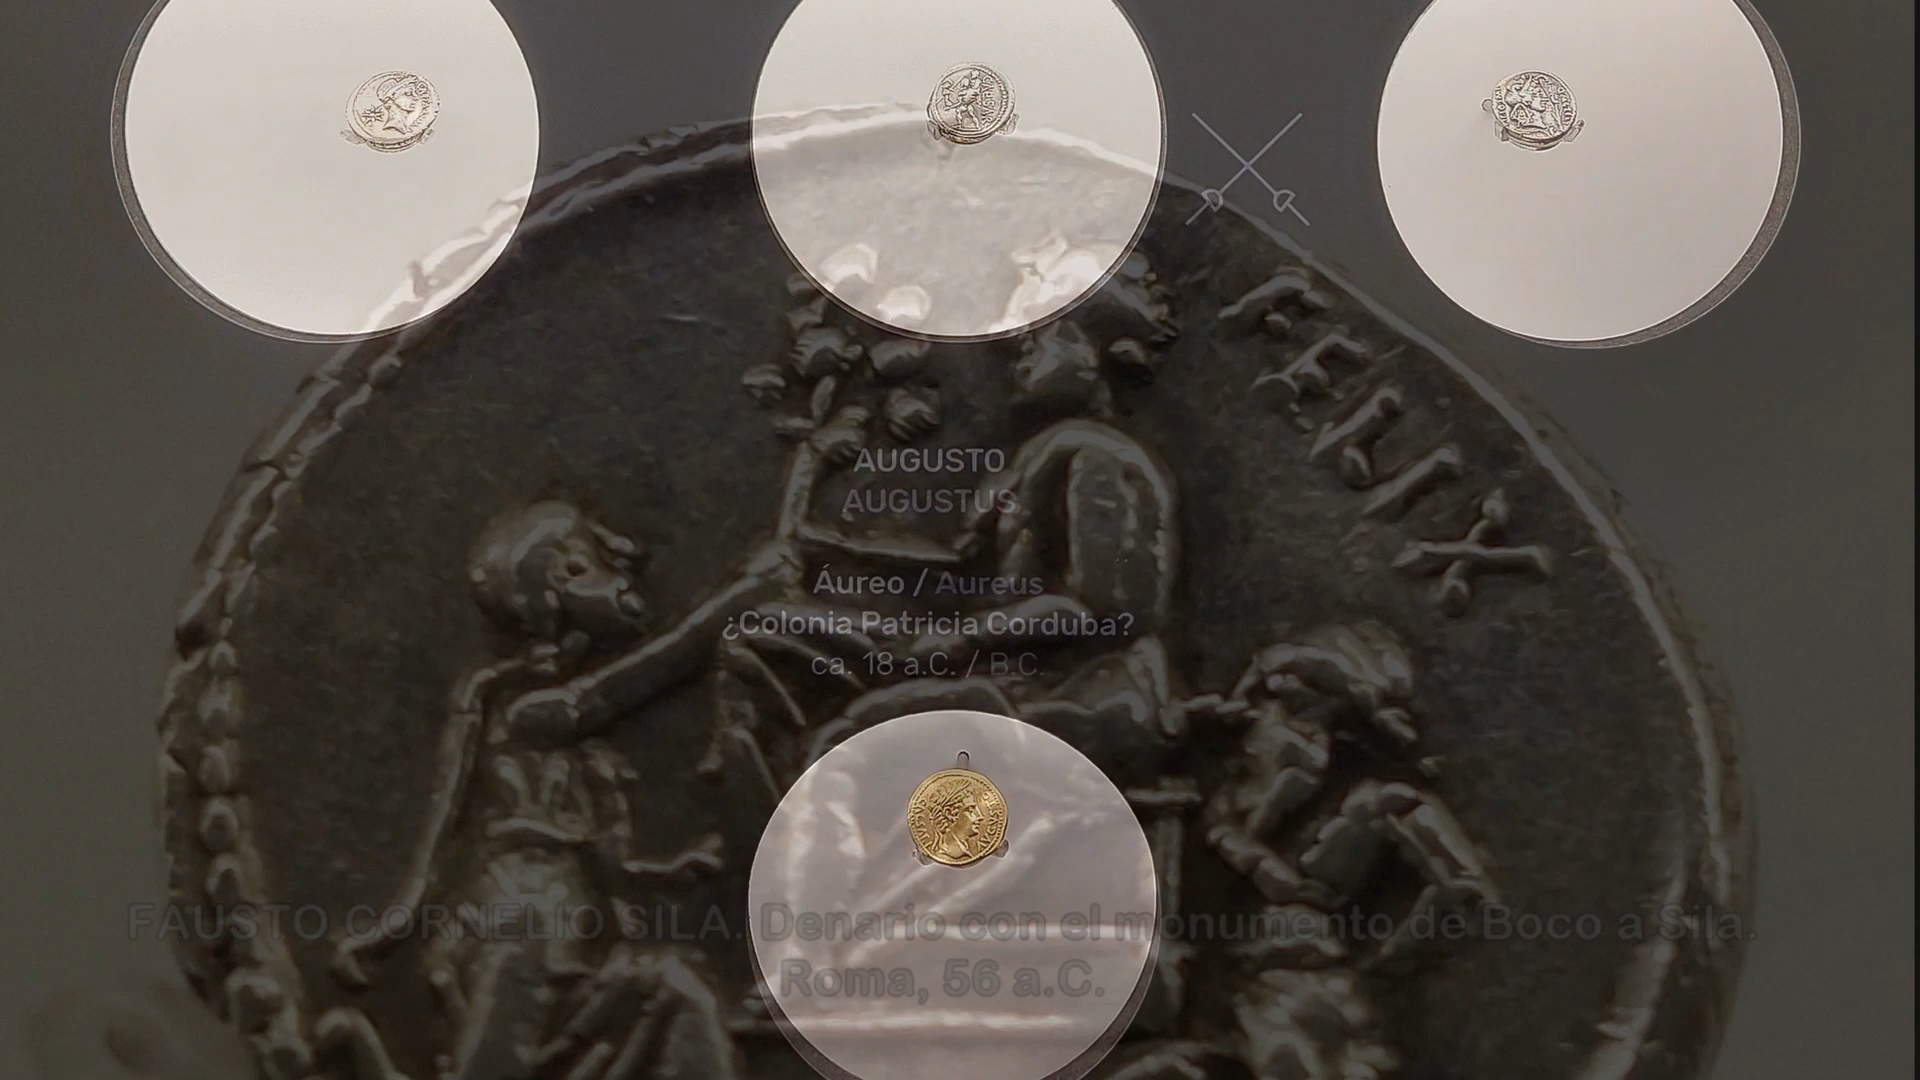 FELIX
AUGUSTO
AUGUSTUS
Áureo / Aureus
¿Colonia Patricia Corduba?
ca. 18 a.C. / B.C.
FAUSTO CORNELIO SILA. Denario con el monumento de Boco a Sila.
Roma, 56 a.C.